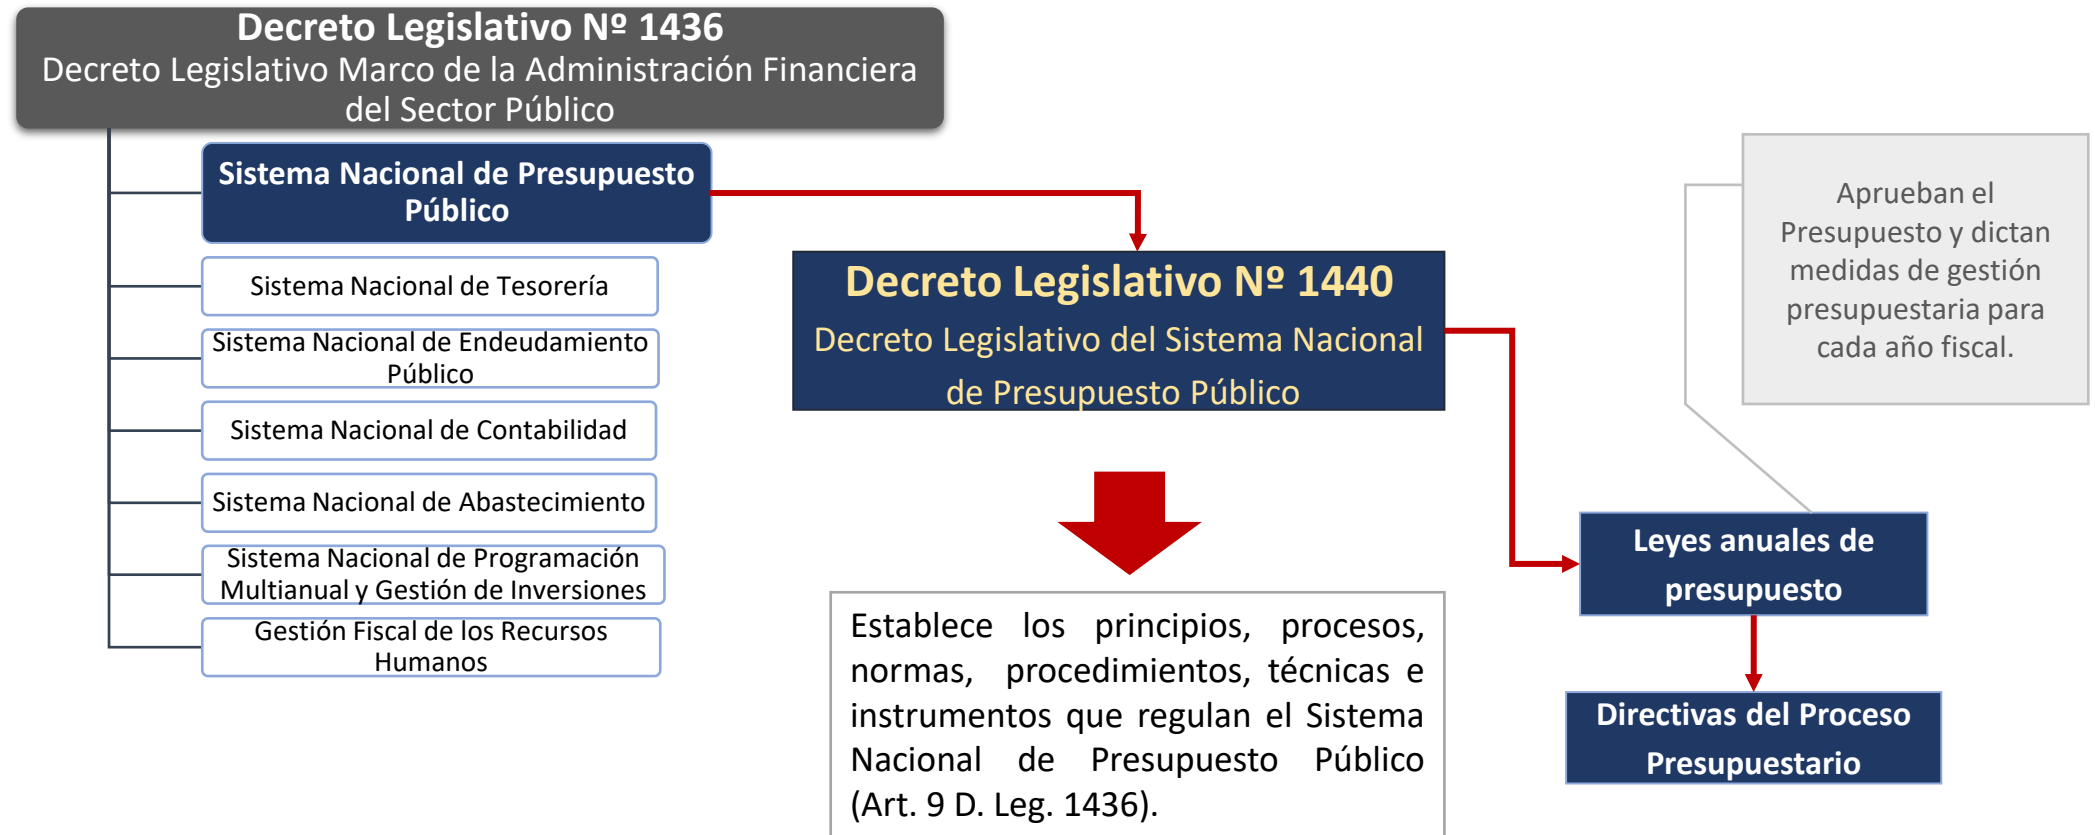 Decreto Legislativo Nº 1436
Decreto Legislativo Marco de la Administración Financiera
del Sector Público
Sistema Nacional de Presupuesto
Público
Sistema Nacional de Tesorería
Sistema Nacional de Endeudamiento
Público
Sistema Nacional de Contabilidad
Sistema Nacional de Abastecimiento
Sistema Nacional de Programación
Multianual y Gestión de Inversiones
Gestión Fiscal de los Recursos
Humanos
Decreto Legislativo Nº 1440
Decreto Legislativo del Sistema Nacional
de Presupuesto Público
Establece los principios, procesos,
normas, procedimientos, técnicas e
instrumentos que regulan el Sistema
Nacional de Presupuesto Público
(Art. 9 D. Leg. 1436).
Aprueban el
Presupuesto y dictan
medidas de gestión
presupuestaria para
cada año fiscal.
Leyes anuales de
presupuesto
Directivas del Proceso
Presupuestario